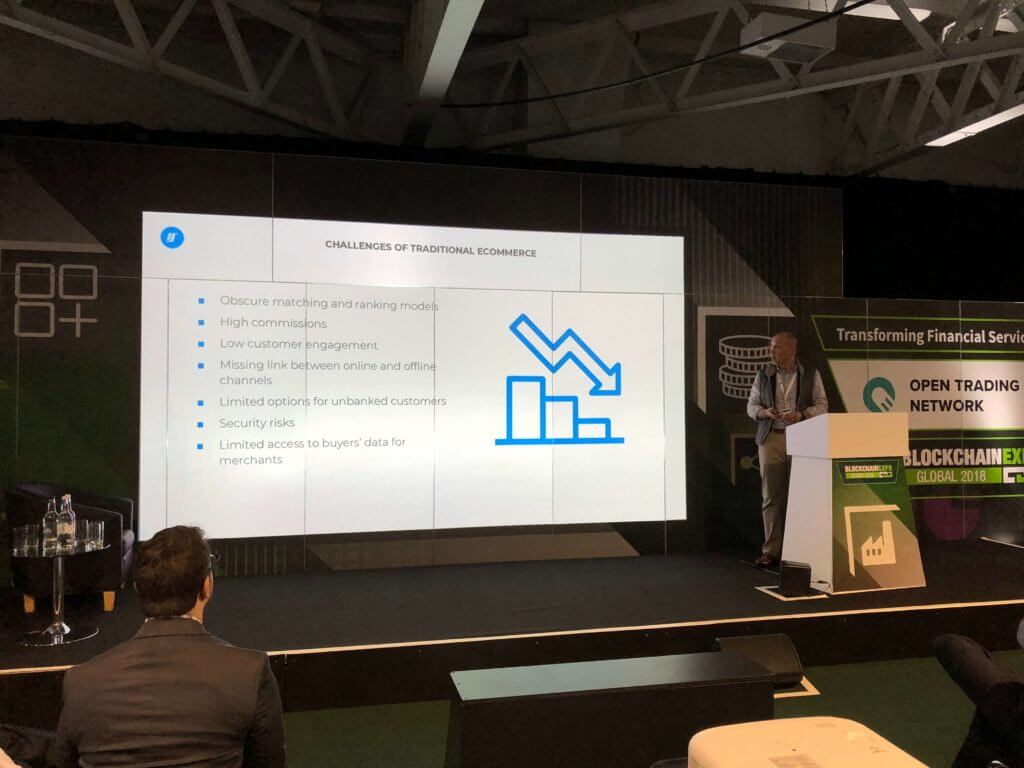 CHALLENGES OF TRADITIONAL ECOMMERCE
Obscure matching and ranking models
High commissions
Low customer engagement
Missing link between online and offline
channels
Limited options for unbanked customers
Security risks
Limited access to buyers' data for
merchants
Transforming Financial Servic
OPEN TRADING
NETWORK
BLOCKCHAINEXP
GLOBAL 2018
BLOCKCHAINEXPO